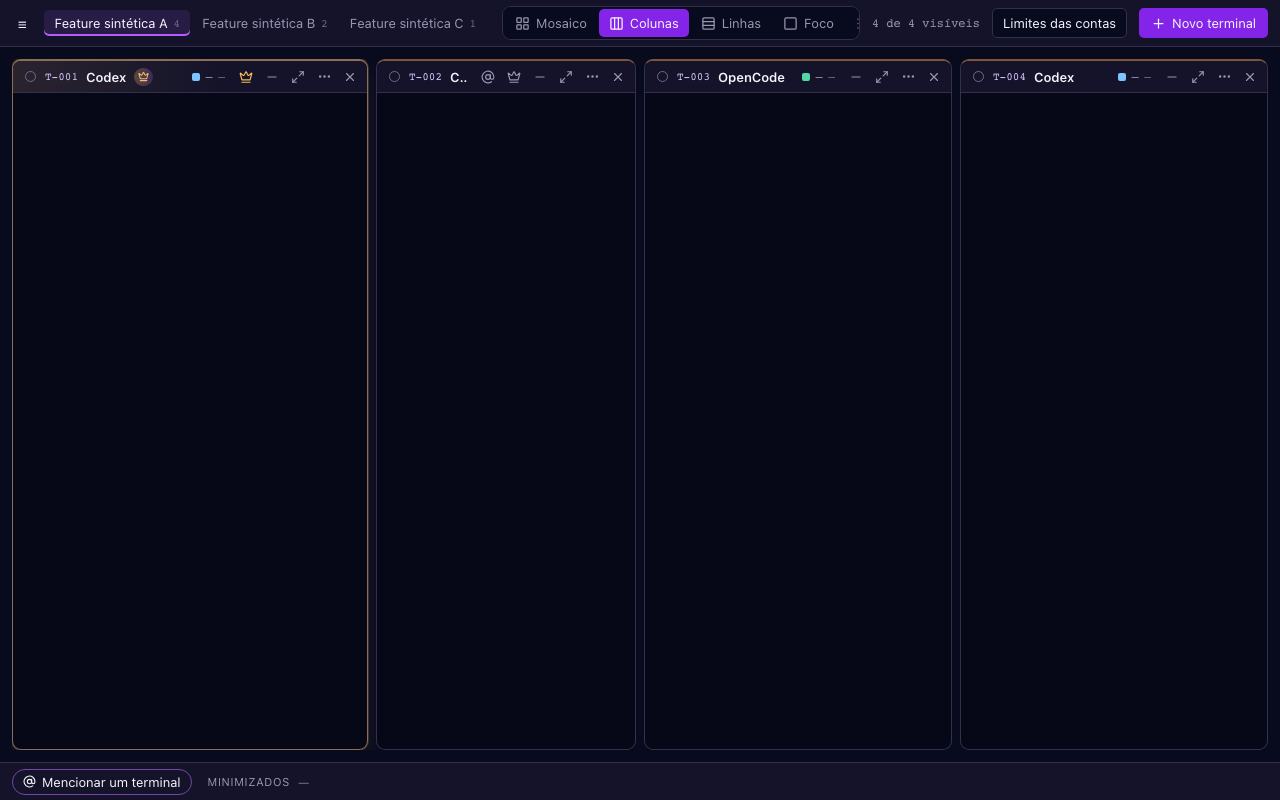 Feature sintética A 4
Feature sintética B 2
Feature sintética C 1
Mosaico
Colunas
Linhas
Foco
4 de 4 visíveis
Limites das contas
+ Novo terminal
T-001 Codex — —
T-002 C..
T-003 OpenCode — —
T-004 Codex — —
@ Mencionar um terminal
MINIMIZADOS —